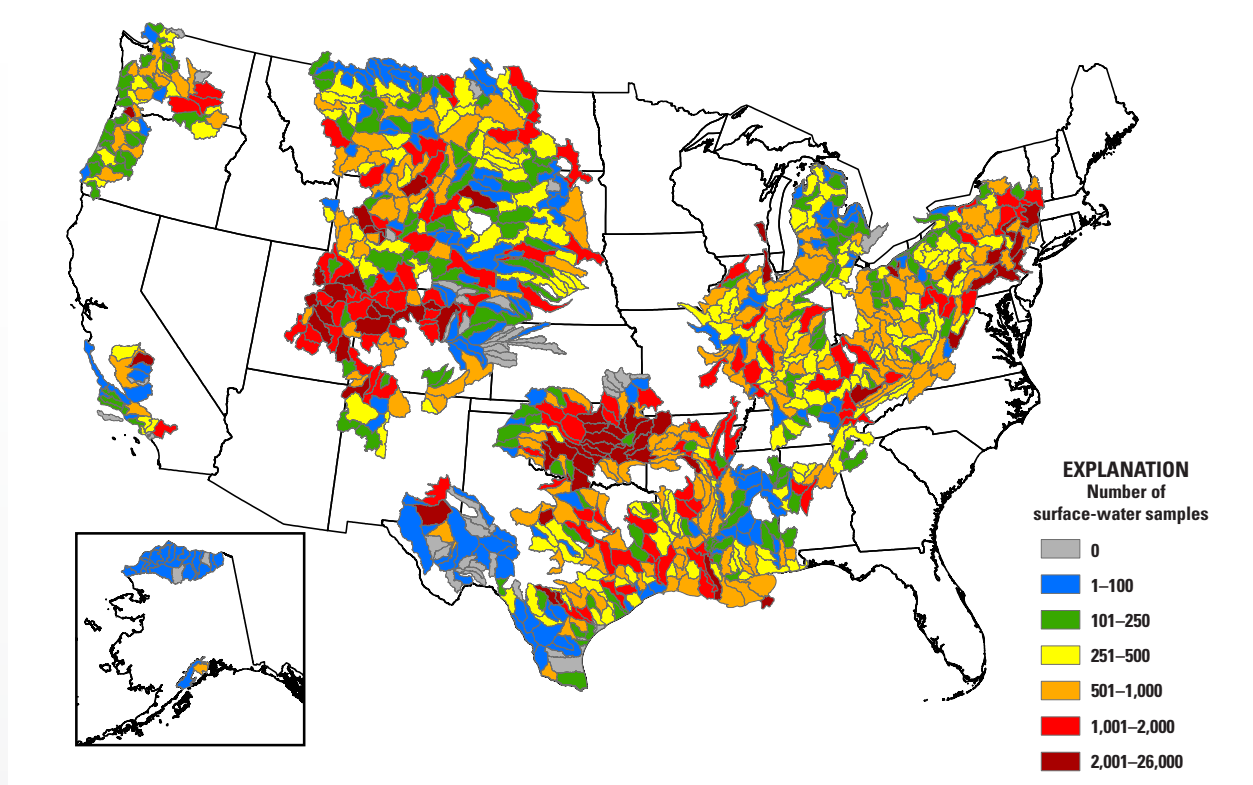 EXPLANATION
Number of
surface-water samples
0
1–100
101–250
251–500
501–1,000
1,001–2,000
2,001–26,000